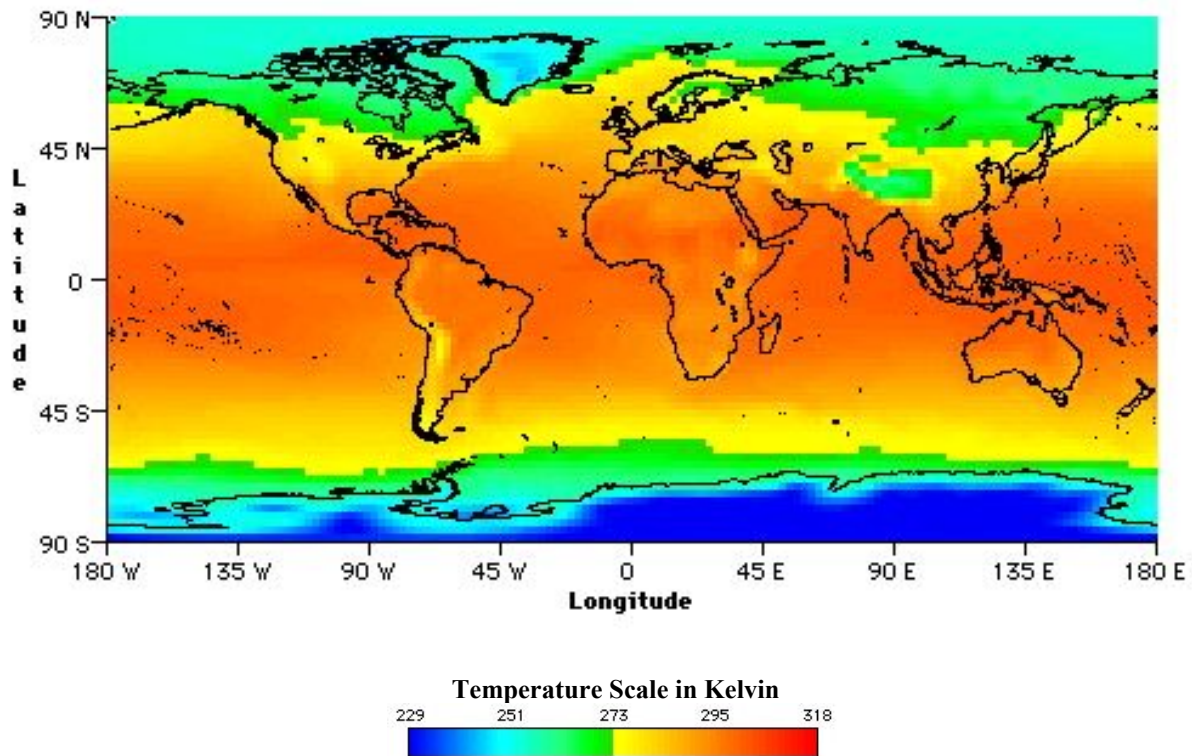 90 N
45 N
Latitude
0
45 S
90 S
180 W 135 W 90 W 45 W 0 45 E 90 E 135 E 180 E
Longitude
Temperature Scale in Kelvin
229 251 273 295 318